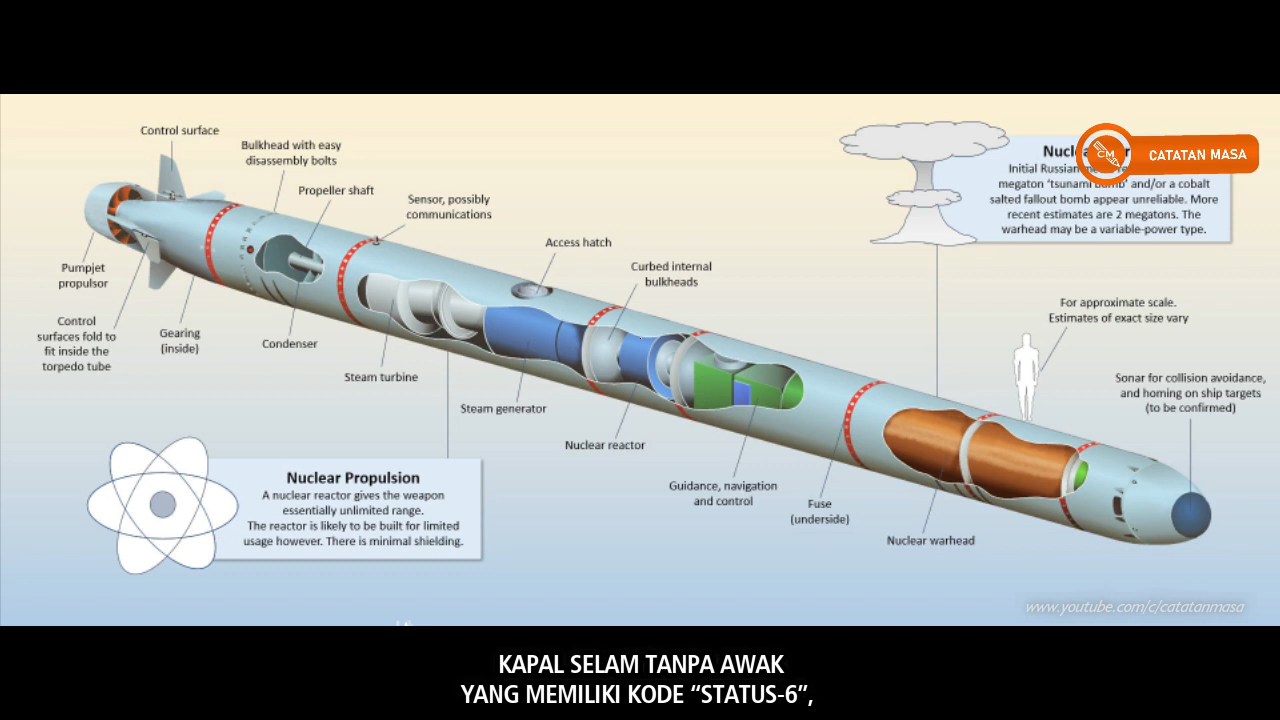 Control surface
Bulkhead with easy
disassembly bolts
Propeller shaft
Sensor, possibly
communications
Access hatch
Curbed internal
bulkheads
Pumpjet
propulsor
Control
surfaces fold to
fit inside the
torpedo tube
Gearing
(inside)
Condenser
Steam turbine
Steam generator
Nuclear reactor
Guidance, navigation
and control
Fuse
(underside)
Nuclear warhead
CM
CATATAN MASA
Initial Russian
megaton ‘tsunami bomb’ and/or a cobalt
salted fallout bomb appear unreliable. More
recent estimates are 2 megatons. The
warhead may be a variable-power type.
For approximate scale.
Estimates of exact size vary
Sonar for collision avoidance,
and homing on ship targets
(to be confirmed)
Nuclear Propulsion
A nuclear reactor gives the weapon
essentially unlimited range.
The reactor is likely to be built for limited
usage however. There is minimal shielding.
www.youtube.com/c/catatanmasa
KAPAL SELAM TANPA AWAK
YANG MEMILIKI KODE “STATUS-6”,